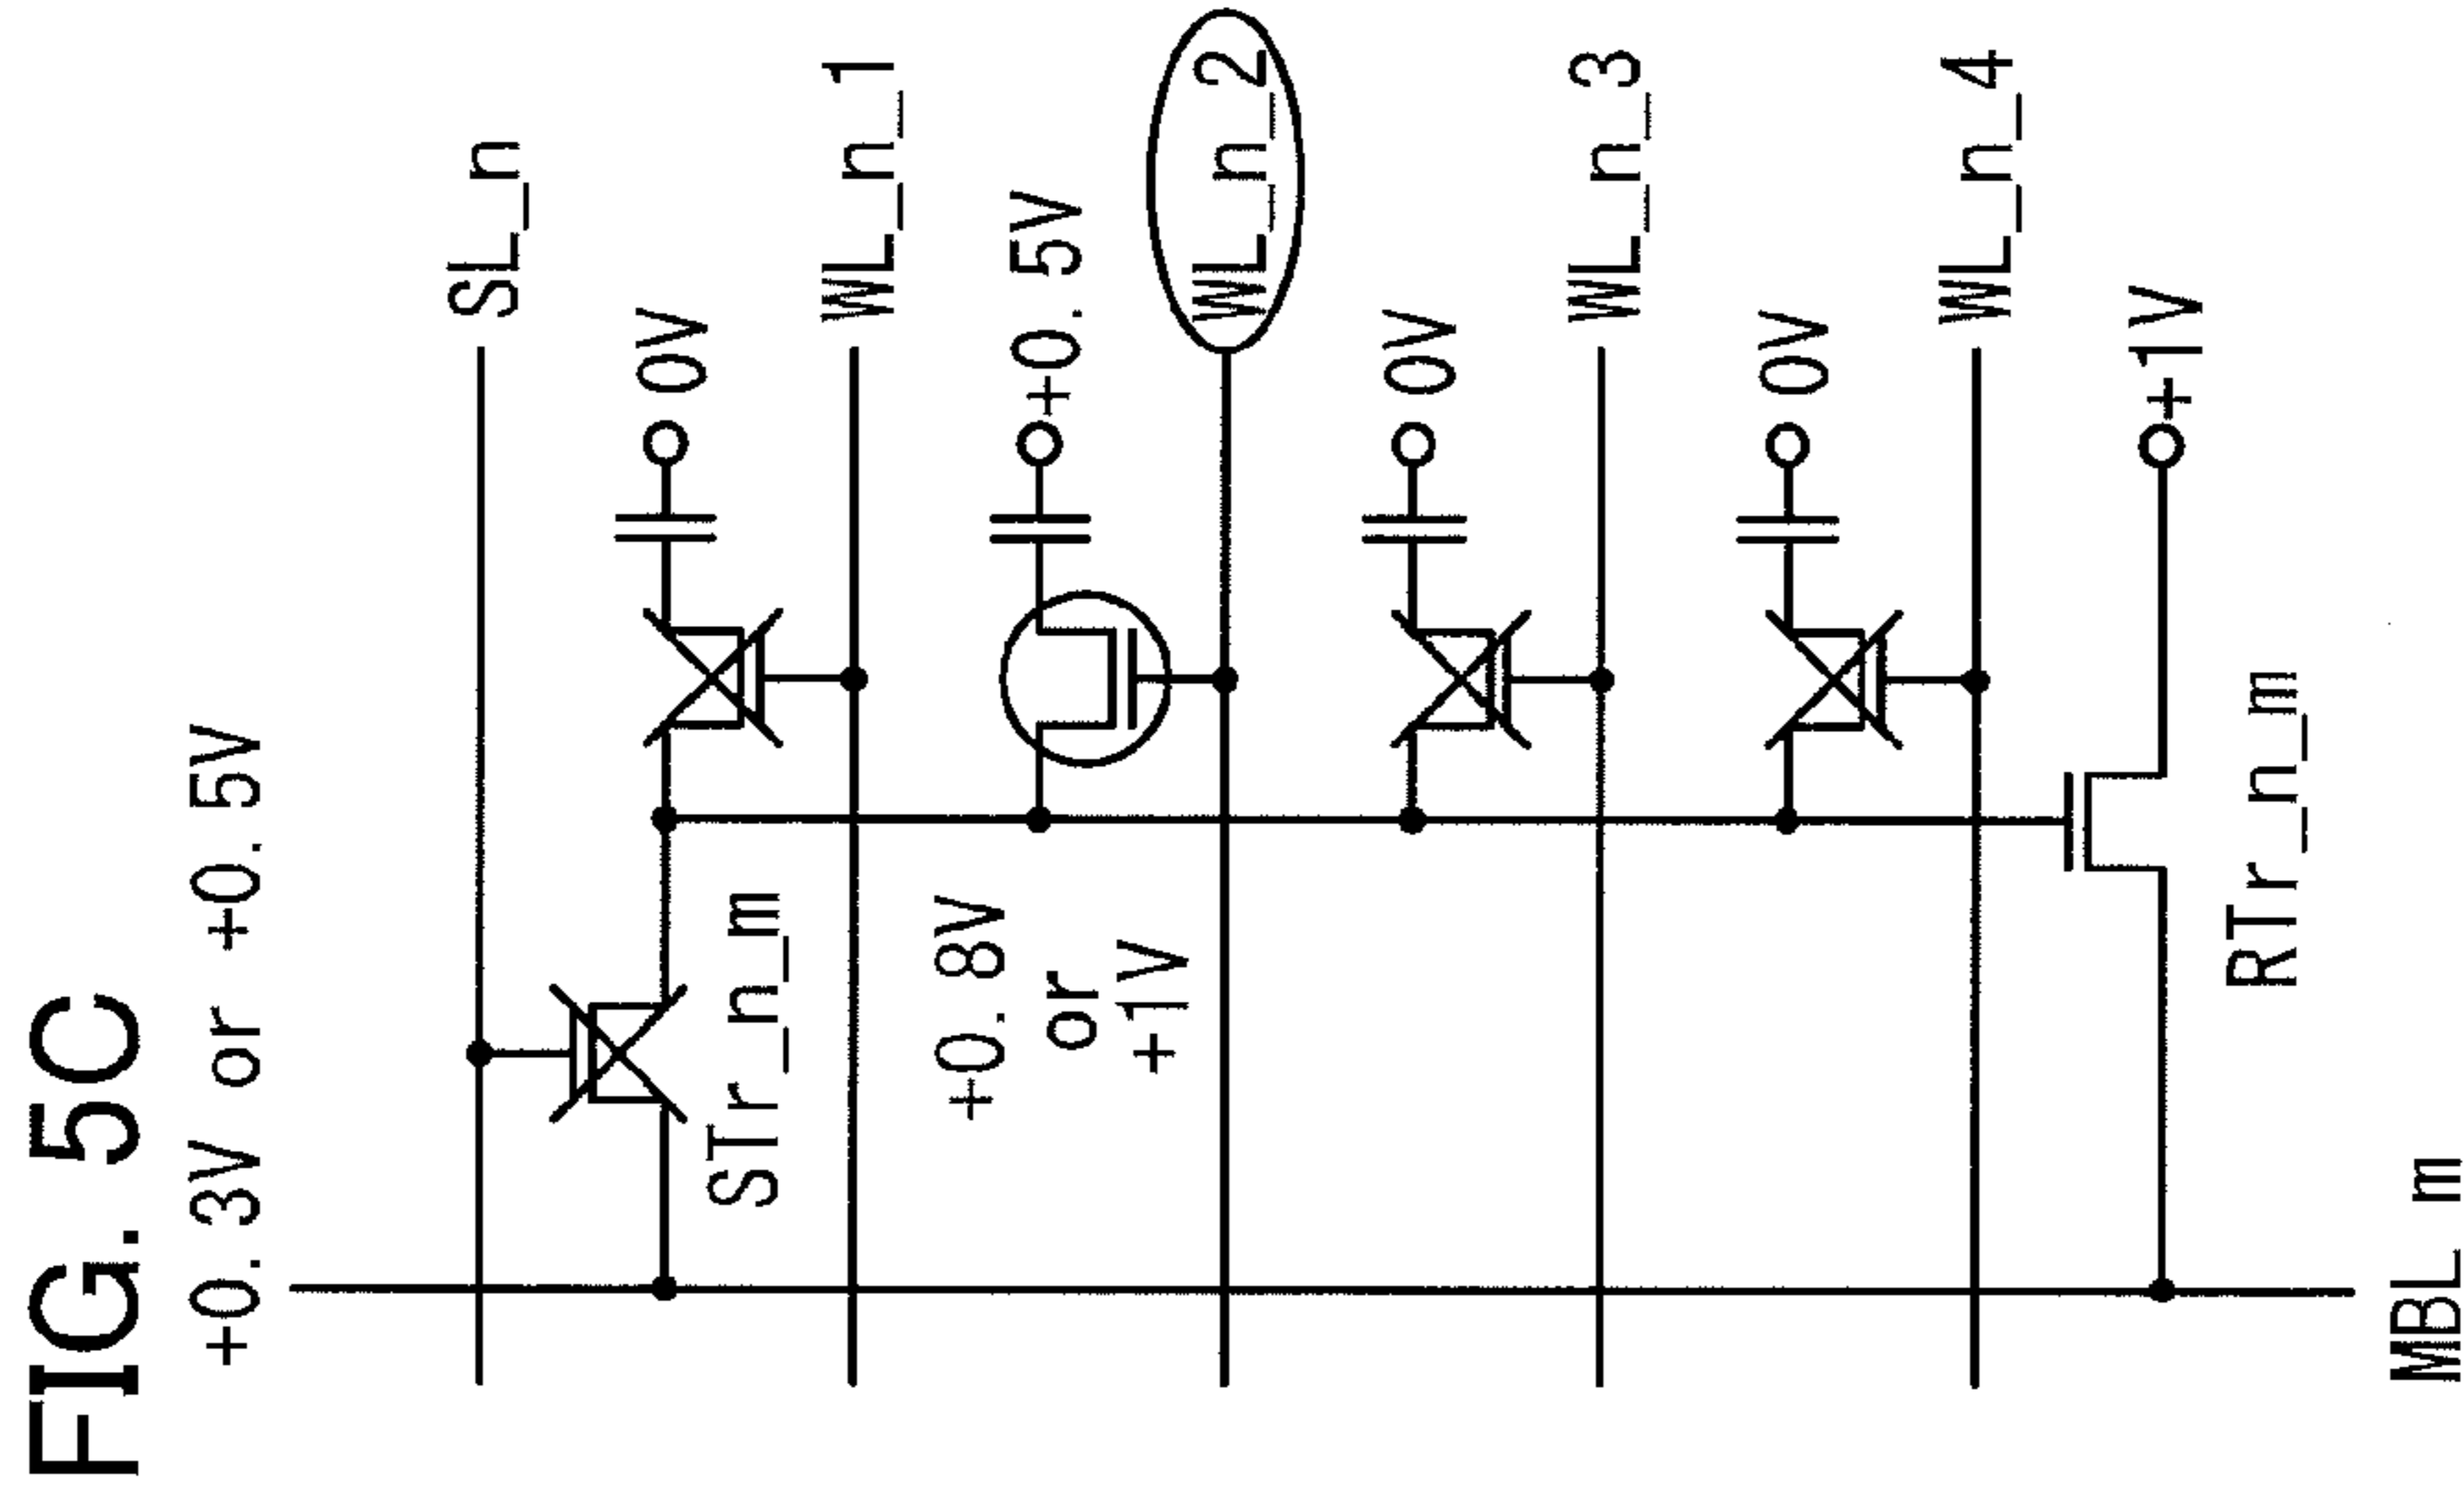 FIG. 5C
+0.3V or +0.5V
SL_n
0V
STr_n_m
WL_n_1
+0.5V
+0.8V
or
+1V
WL_n_2
0V
WL_n_3
0V
WL_n_4
+1V
RTr_n_m
MBL_m